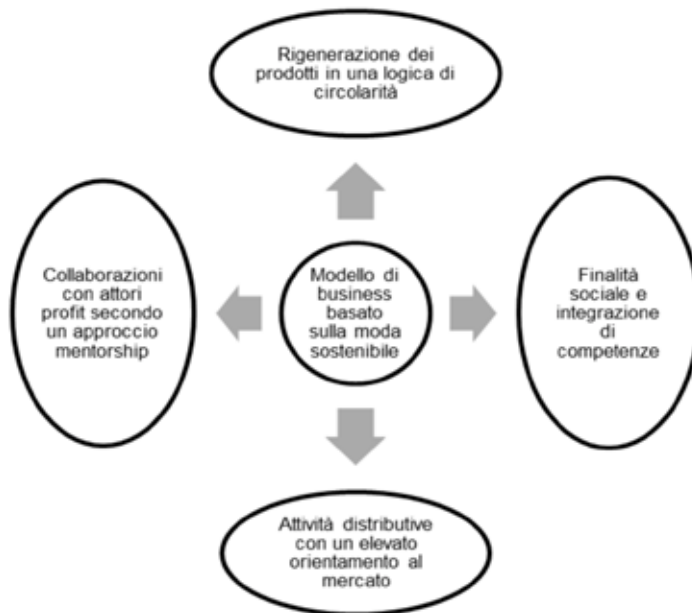 Rigenerazione dei
prodotti in una logica di
circolarità
Collaborazioni
con attori
profit secondo
un approccio
mentorship
Modello di
business
basato
sulla moda
sostenibile
Finalità
sociale e
integrazione
di
competenze
Attività distributive
con un elevato
orientamento al
mercato